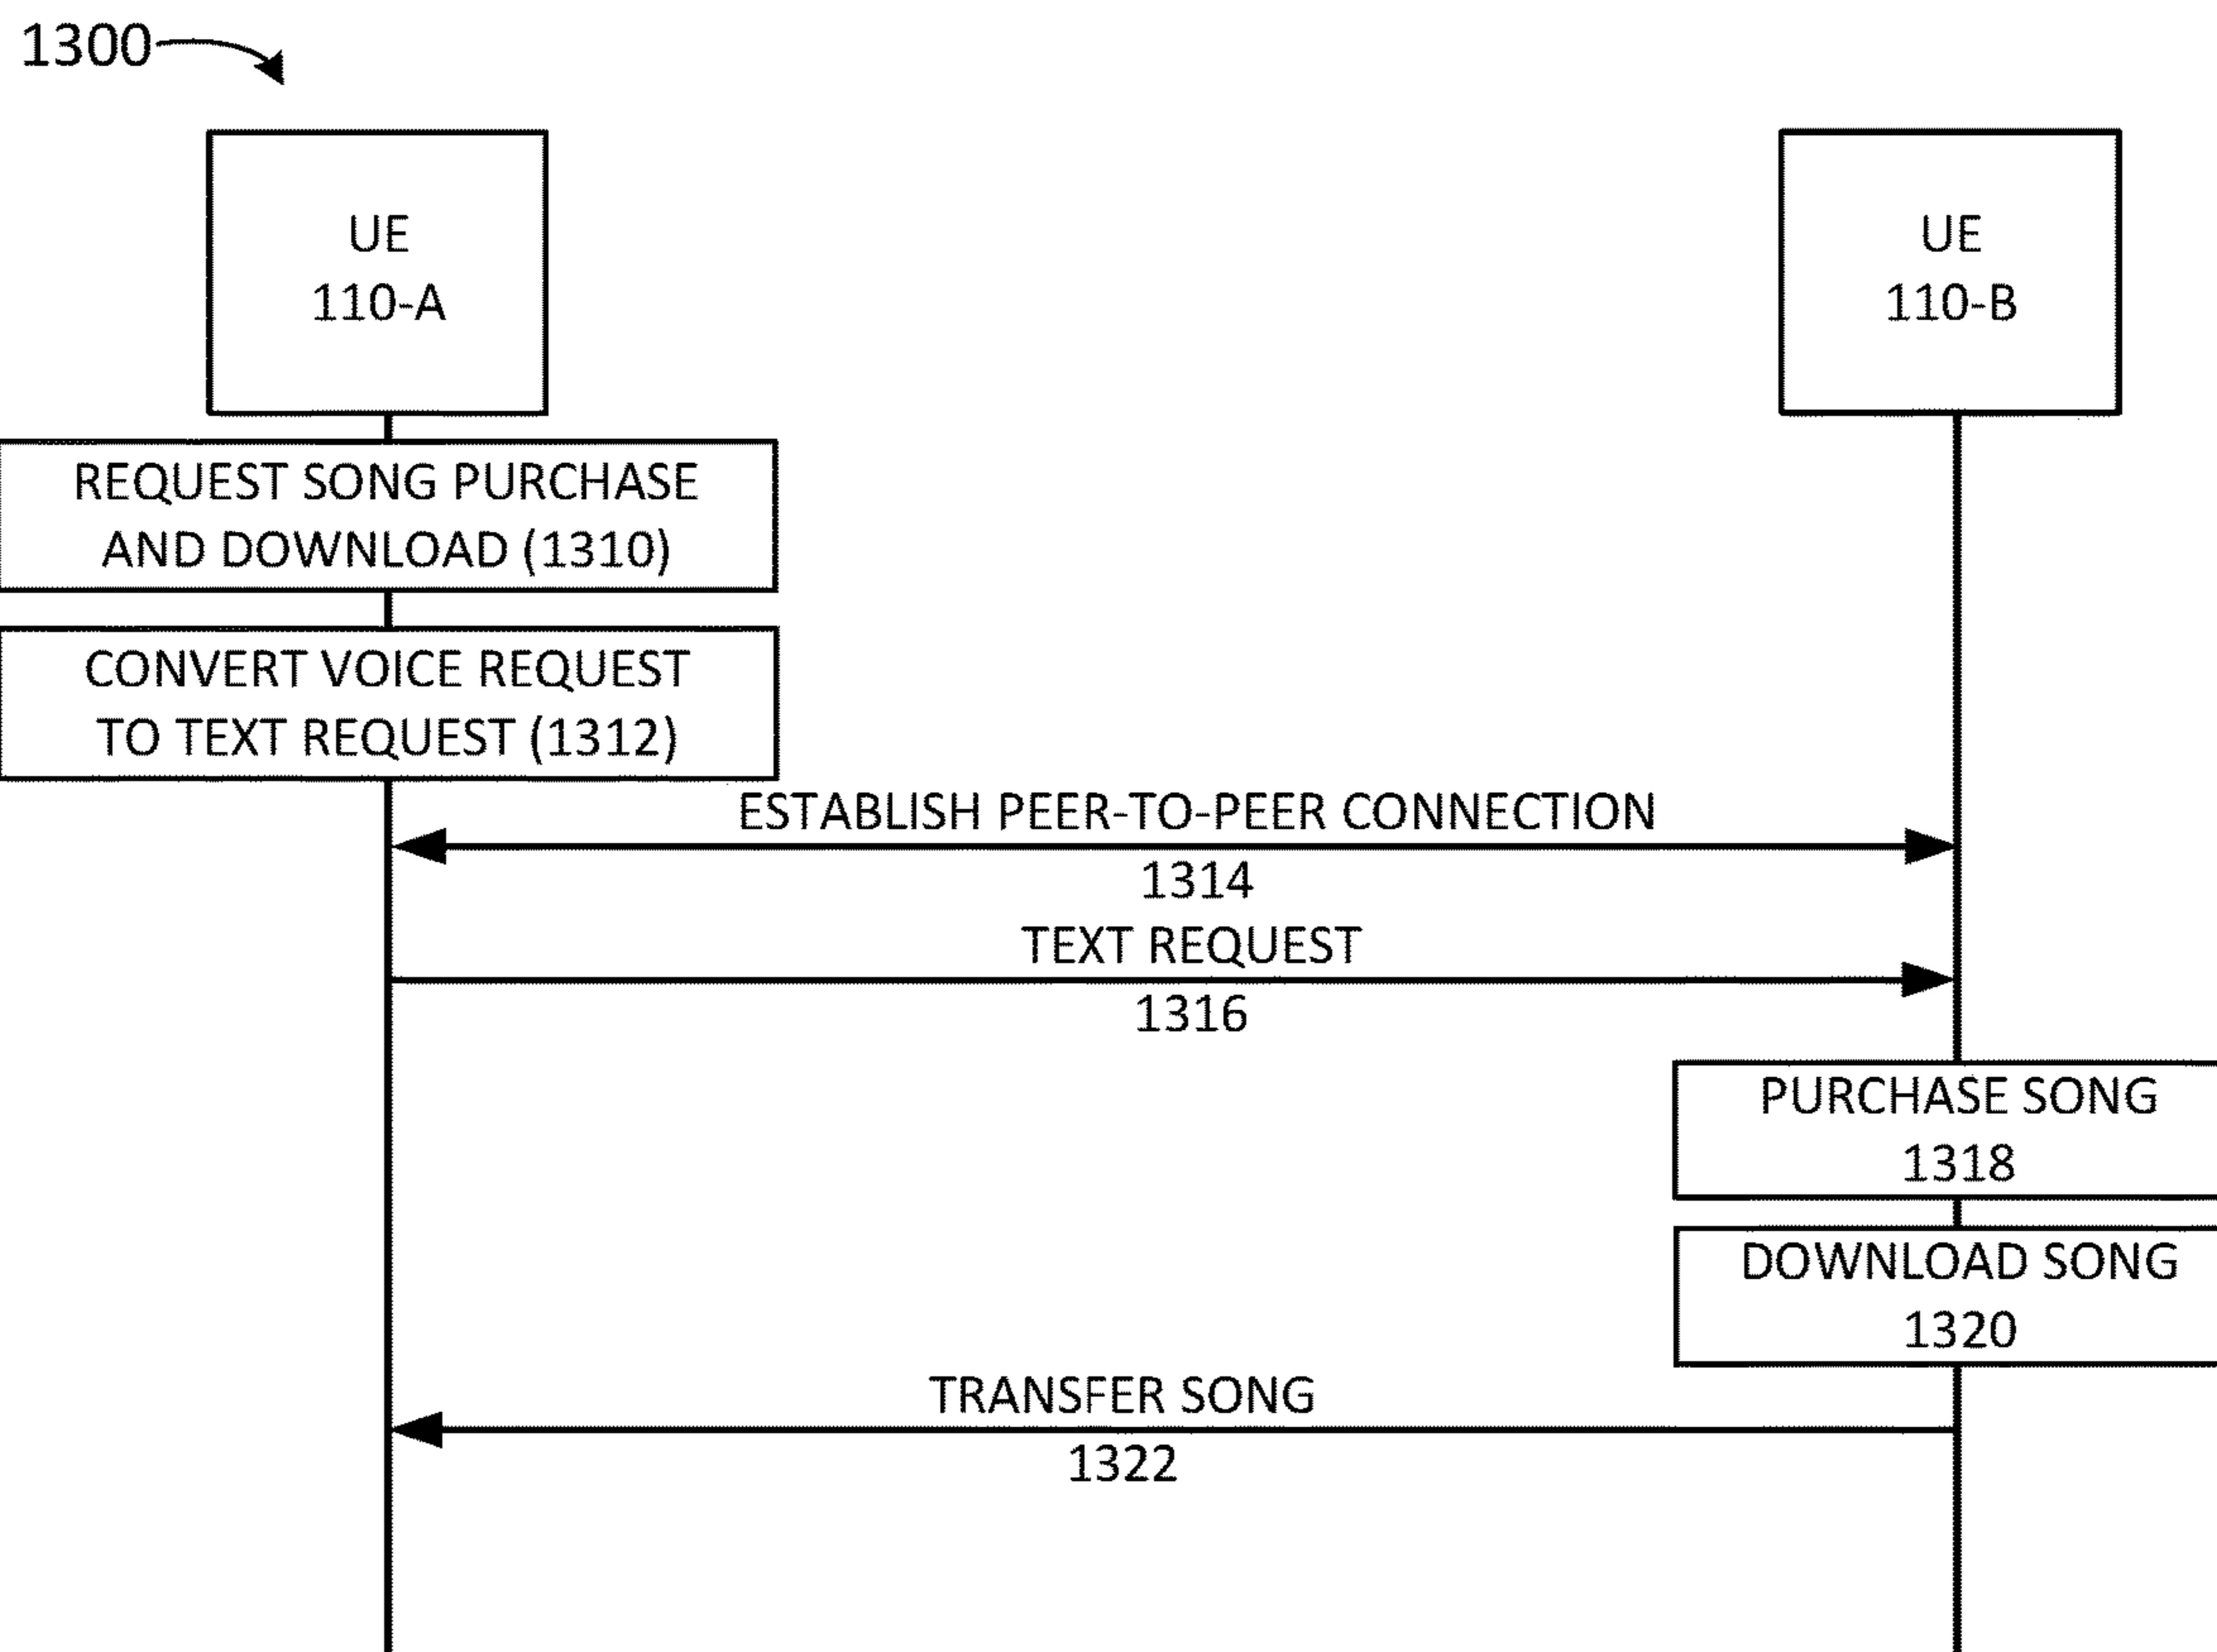 1300
UE
110-A
UE
110-B
REQUEST SONG PURCHASE
AND DOWNLOAD (1310)
CONVERT VOICE REQUEST
TO TEXT REQUEST (1312)
ESTABLISH PEER-TO-PEER CONNECTION
1314
TEXT REQUEST
1316
PURCHASE SONG
1318
DOWNLOAD SONG
1320
TRANSFER SONG
1322